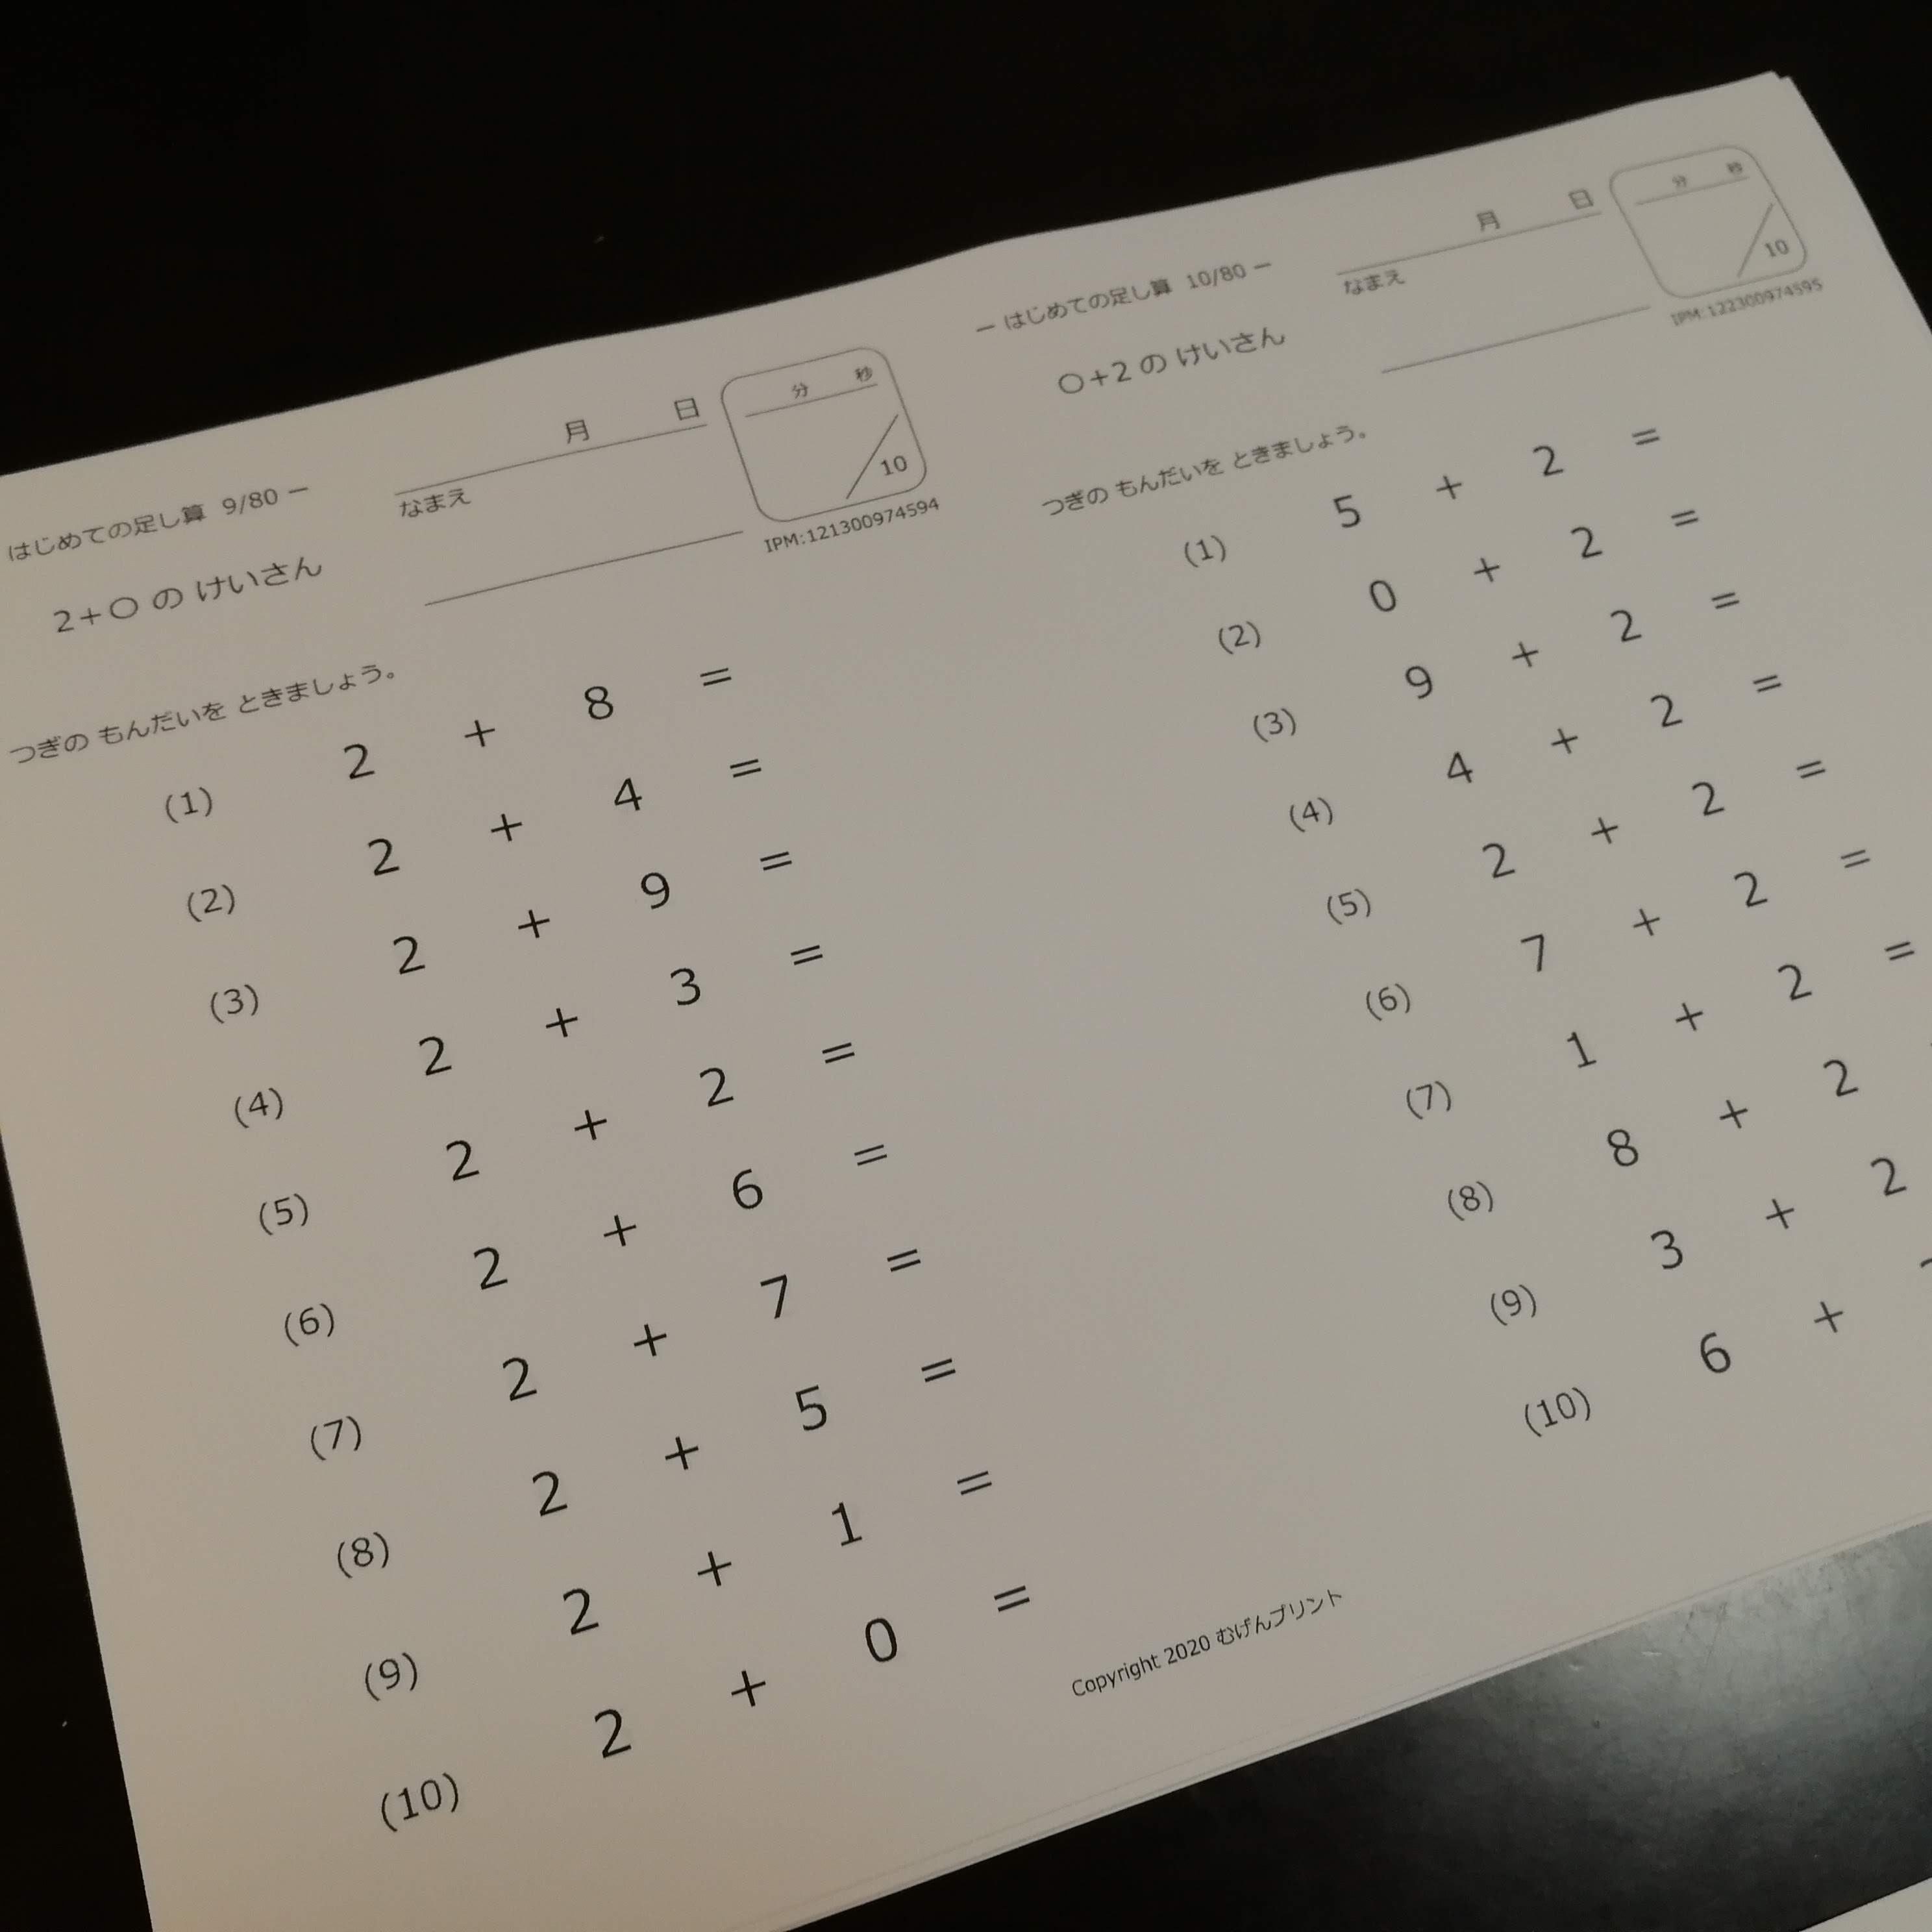 はじめての足し算 9/80 ー
月 日
分 秒
/10
なまえ
IPM:121300974594
2+〇 の けいさん
つぎの もんだいを ときましょう。
(1) 2 + 8 =
(2) 2 + 4 =
(3) 2 + 9 =
(4) 2 + 3 =
(5) 2 + 2 =
(6) 2 + 6 =
(7) 2 + 7 =
(8) 2 + 5 =
(9) 2 + 1 =
(10) 2 + 0 =
ー はじめての足し算 10/80 ー
月 日
分 秒
/10
なまえ
IPM:122300974595
〇+2 の けいさん
つぎの もんだいを ときましょう。
(1) 5 + 2 =
(2) 0 + 2 =
(3) 9 + 2 =
(4) 4 + 2 =
(5) 2 + 2 =
(6) 7 + 2 =
(7) 1 + 2 =
(8) 8 + 2
(9) 3 + 2
(10) 6 +
Copyright 2020 むげんプリント